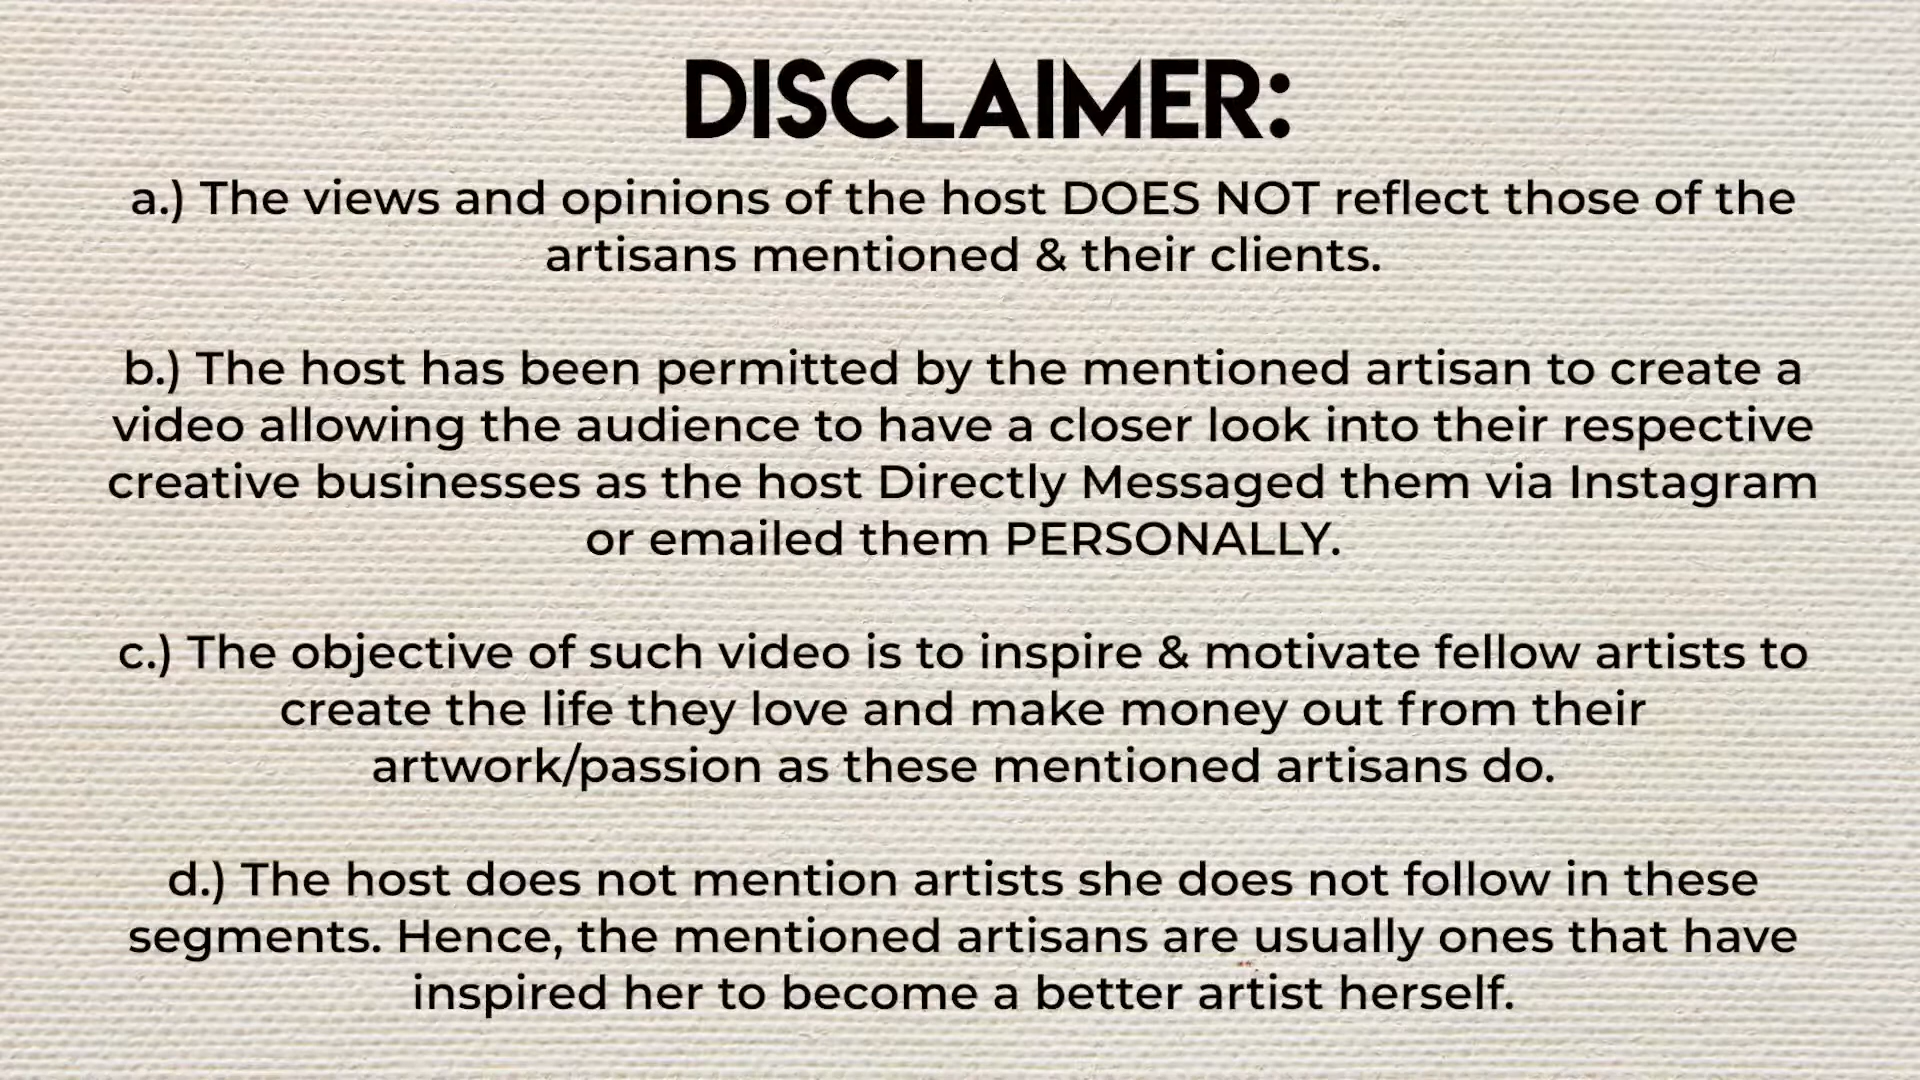 DISCLAIMER:
a.) The views and opinions of the host DOES NOT reflect those of the
artisans mentioned & their clients.
b.) The host has been permitted by the mentioned artisan to create a
video allowing the audience to have a closer look into their respective
creative businesses as the host Directly Messaged them via Instagram
or emailed them PERSONALLY.
c.) The objective of such video is to inspire & motivate fellow artists to
create the life they love and make money out from their
artwork/passion as these mentioned artisans do.
d.) The host does not mention artists she does not follow in these
segments. Hence, the mentioned artisans are usually ones that have
inspired her to become a better artist herself.